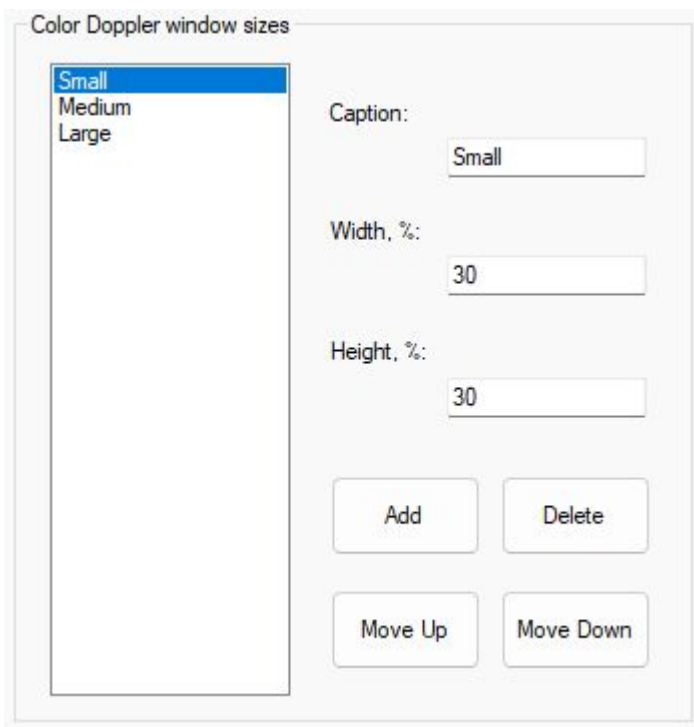 Color Doppler window sizes
Small
Medium
Large
Caption:
Small
Width, %:
30
Height, %:
30
Add
Delete
Move Up
Move Down